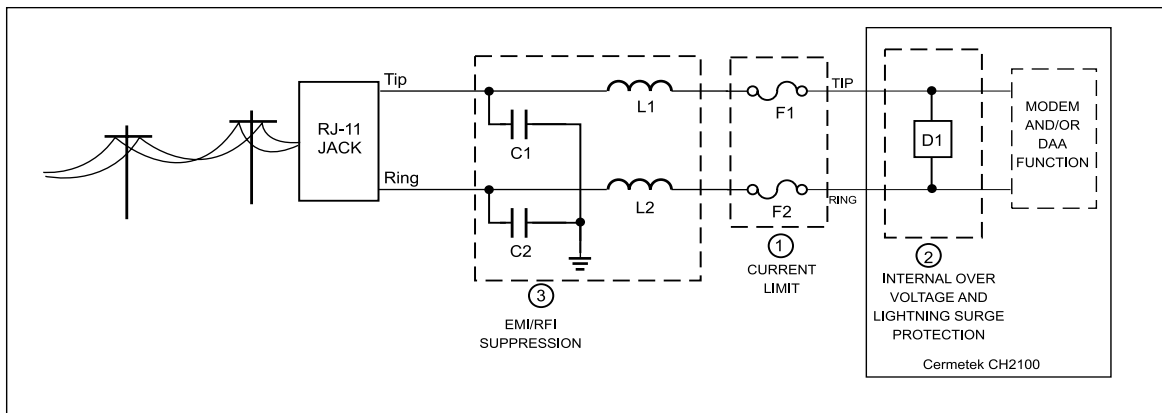 RJ-11
JACK
Tip
Ring
C1
C2
L1
L2
3
EMI/RFI
SUPPRESSION
F1
F2
1
CURRENT
LIMIT
TIP
RING
D1
2
INTERNAL OVER
VOLTAGE AND
LIGHTNING SURGE
PROTECTION
MODEM
AND/OR
DAA
FUNCTION
Cermetek CH2100